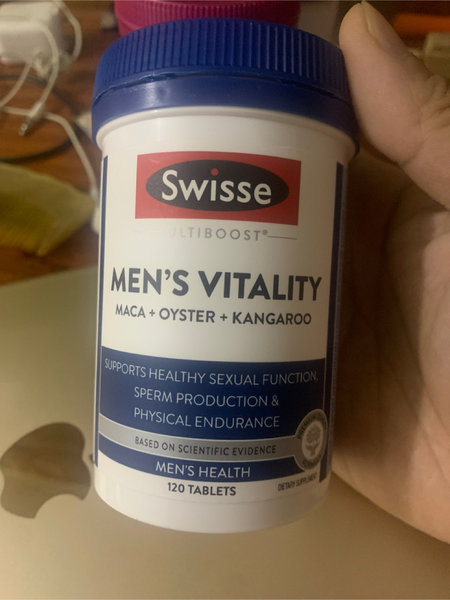 Swisse
ULTIBOOST®
MEN'S VITALITY
MACA + OYSTER + KANGAROO
SUPPORTS HEALTHY SEXUAL FUNCTION,
SPERM PRODUCTION &
PHYSICAL ENDURANCE
BASED ON SCIENTIFIC EVIDENCE
MEN'S HEALTH
120 TABLETS
DIETARY SUPPLEMENT